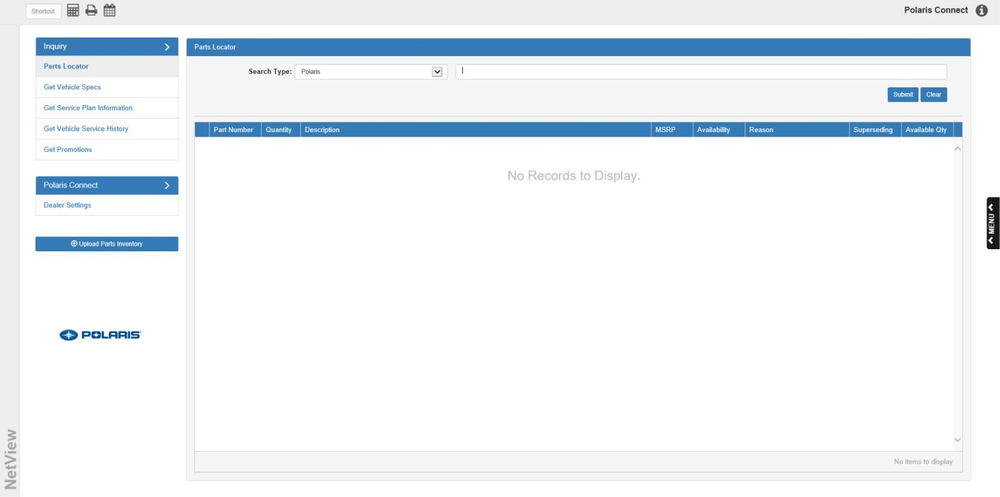 Shortcut
Polaris Connect
Inquiry
Parts Locator
Get Vehicle Specs
Get Service Plan Information
Get Vehicle Service History
Get Promotions
Polaris Connect
Dealer Settings
Upload Parts Inventory
POLARIS
NetView
Parts Locator
Search Type: Polaris
Submit Clear
Part Number Quantity Description MSRP Availability Reason Superseding Available Qty
No Records to Display.
No items to display
MENU